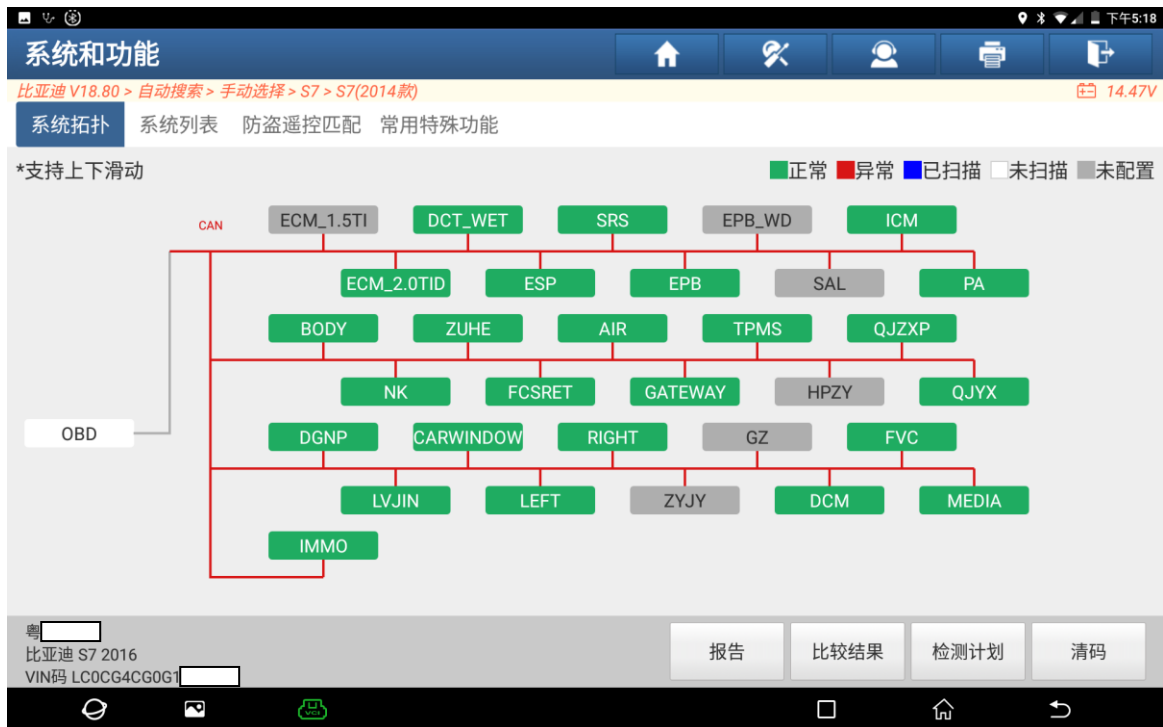 下午5:18
系统和功能
比亚迪 V18.80 > 自动搜索 > 手动选择 > S7 > S7(2014款) 14.47V
系统拓扑 系统列表 防盗遥控匹配 常用特殊功能
*支持上下滑动 正常 异常 已扫描 未扫描 未配置
CAN ECM_1.5TI DCT_WET SRS EPB_WD ICM
ECM_2.0TID ESP EPB SAL PA
BODY ZUHE AIR TPMS QJZXP
NK FCSRET GATEWAY HPZY QJYX
OBD DGNP CARWINDOW RIGHT GZ FVC
LVJIN LEFT ZYJY DCM MEDIA
IMMO
粤
比亚迪 S7 2016
VIN码 LC0CG4CG0G1
报告 比较结果 检测计划 清码
VCI